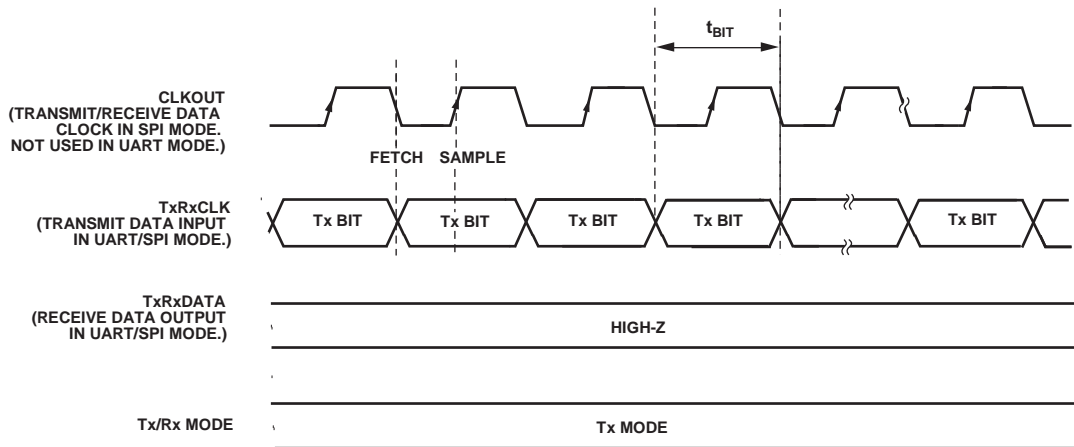 tBIT
CLKOUT
(TRANSMIT/RECEIVE DATA
CLOCK IN SPI MODE.
NOT USED IN UART MODE.)
FETCH SAMPLE
TxRxCLK
(TRANSMIT DATA INPUT
IN UART/SPI MODE.)
Tx BIT Tx BIT Tx BIT Tx BIT Tx BIT
TxRxDATA
(RECEIVE DATA OUTPUT
IN UART/SPI MODE.)
HIGH-Z
Tx/Rx MODE
Tx MODE